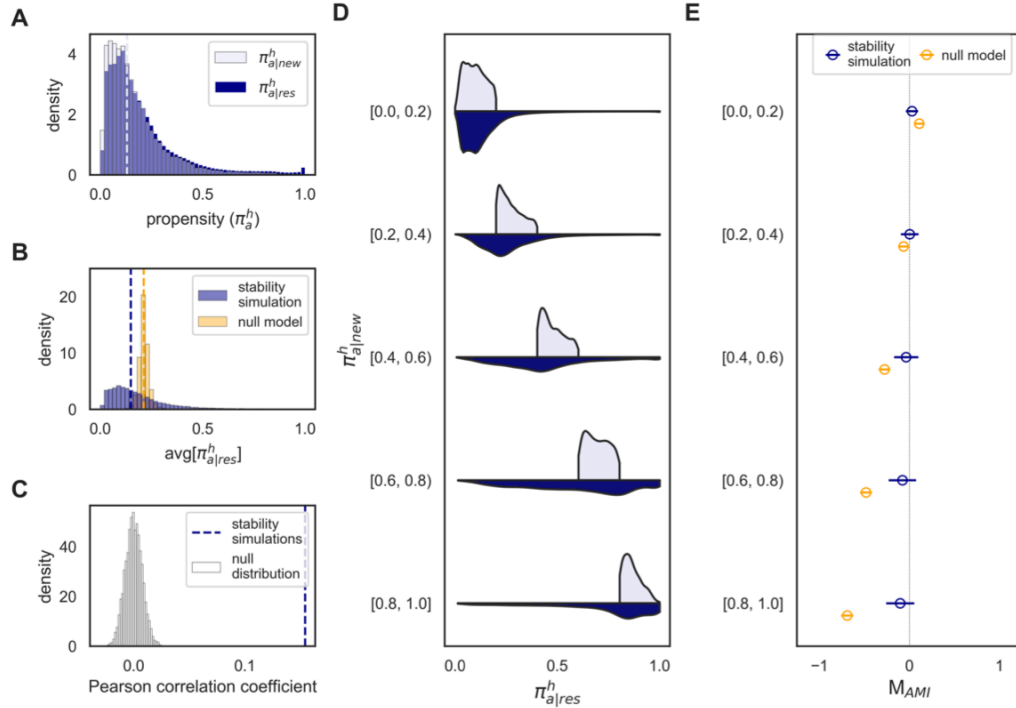 A
4
2
0
density
π^h_{a|new}
π^h_{a|res}
0.0 0.5 1.0
propensity (π^h_a)
B
20
10
0
density
stability
simulation
null model
0.0 0.5 1.0
avg[π^h_{a|res}]
C
40
20
0
density
stability
simulations
null
distribution
0.0 0.1
Pearson correlation coefficient
D
π^h_{a|new}
[0.0, 0.2)
[0.2, 0.4)
[0.4, 0.6)
[0.6, 0.8)
[0.8, 1.0]
0.0 0.5 1.0
π^h_{a|res}
E
stability
simulation
null model
[0.0, 0.2)
[0.2, 0.4)
[0.4, 0.6)
[0.6, 0.8)
[0.8, 1.0]
−1 0 1
M_{AMI}